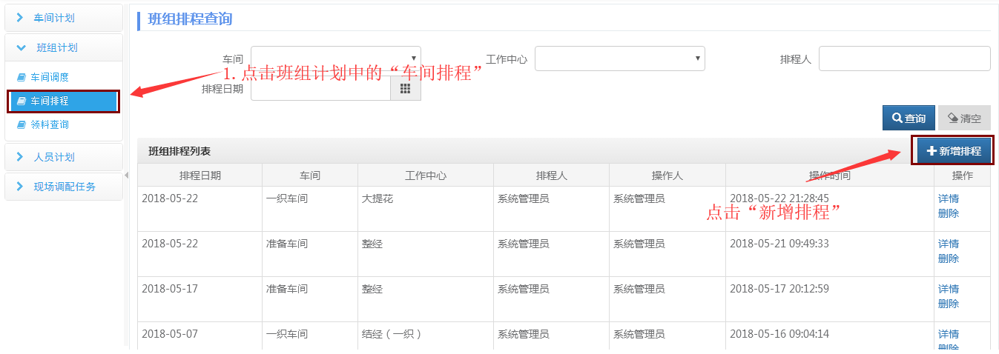 车间计划
班组计划
车间调度
车间排程
领料查询
人员计划
现场调配任务
班组排程查询
车间
工作中心
排程人
1.点击班组计划中的“车间排程”
排程日期
查询
清空
班组排程列表
新增排程
排程日期 车间 工作中心 排程人 操作人 操作时间 操作
2018-05-22 一织车间 大提花 系统管理员 系统管理员 2018-05-22 21:28:45 详情
删除
点击“新增排程”
2018-05-22 准备车间 整经 系统管理员 系统管理员 2018-05-21 09:49:33 详情
删除
2018-05-17 准备车间 整经 系统管理员 系统管理员 2018-05-17 20:12:59 详情
删除
2018-05-07 一织车间 结经（一织） 系统管理员 系统管理员 2018-05-16 09:04:14 详情
删除